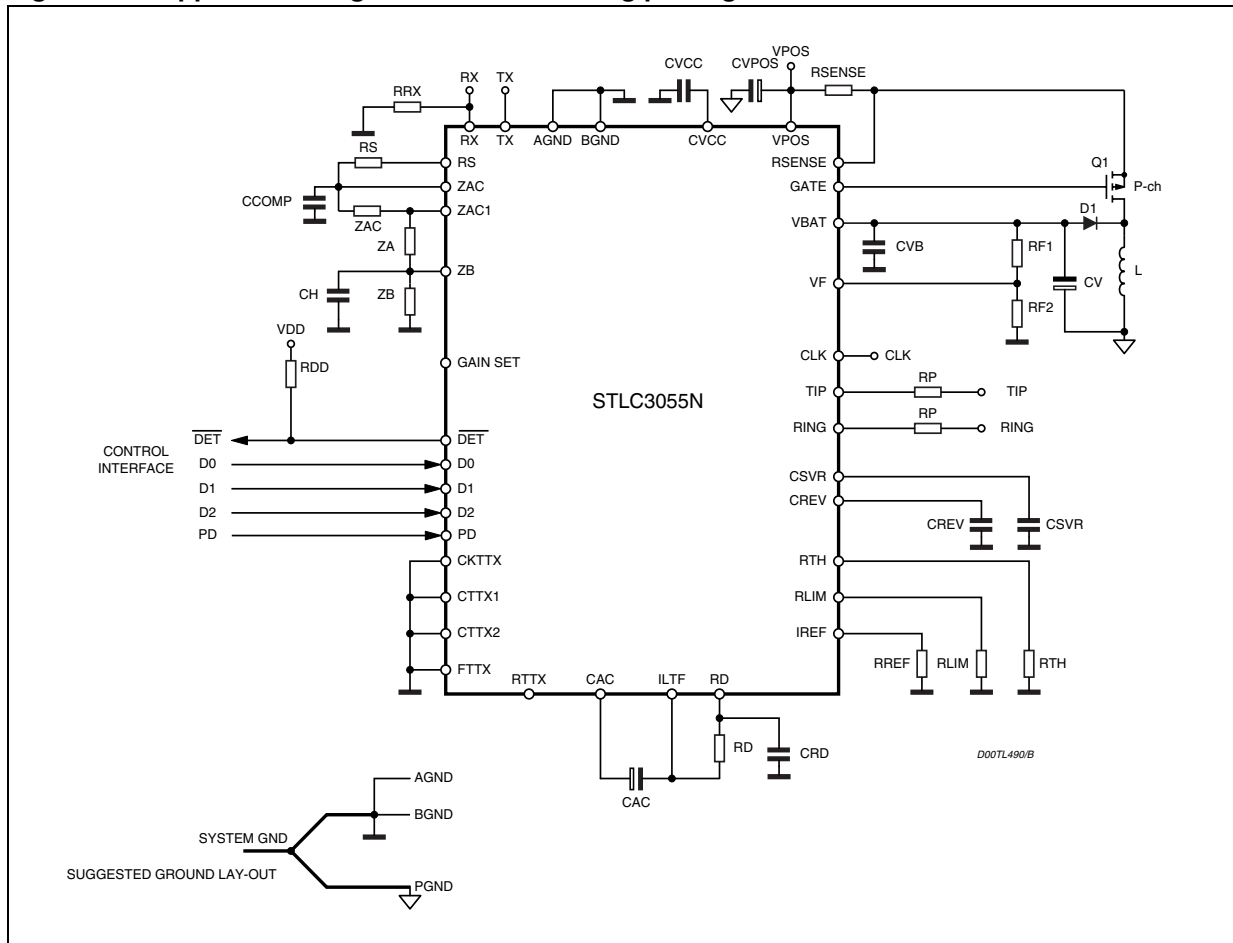 VPOS
RX TX CVCC CVPOS RSENSE
RRX
RX TX AGND BGND CVCC VPOS
RS RS RSENSE
Q1
ZAC GATE P-ch
CCOMP
ZAC1 VBAT D1
ZAC
ZA CVB RF1
ZB L
CH ZB VF CV
RF2
VDD
RDD
GAIN SET CLK CLK
STLC3055N
TIP RP TIP
RING RP RING
CONTROL
INTERFACE
DET DET
D0 D0
D1 D1
D2 D2
PD PD
CSVR
CREV
CREV CSVR
CKTTX RTH
CTTX1 RLIM
CTTX2 IREF
RREF RLIM RTH
FTTX
RTTX CAC ILTF RD
RD CRD
D00TL490/B
CAC
AGND
BGND
SYSTEM GND
SUGGESTED GROUND LAY-OUT
PGND